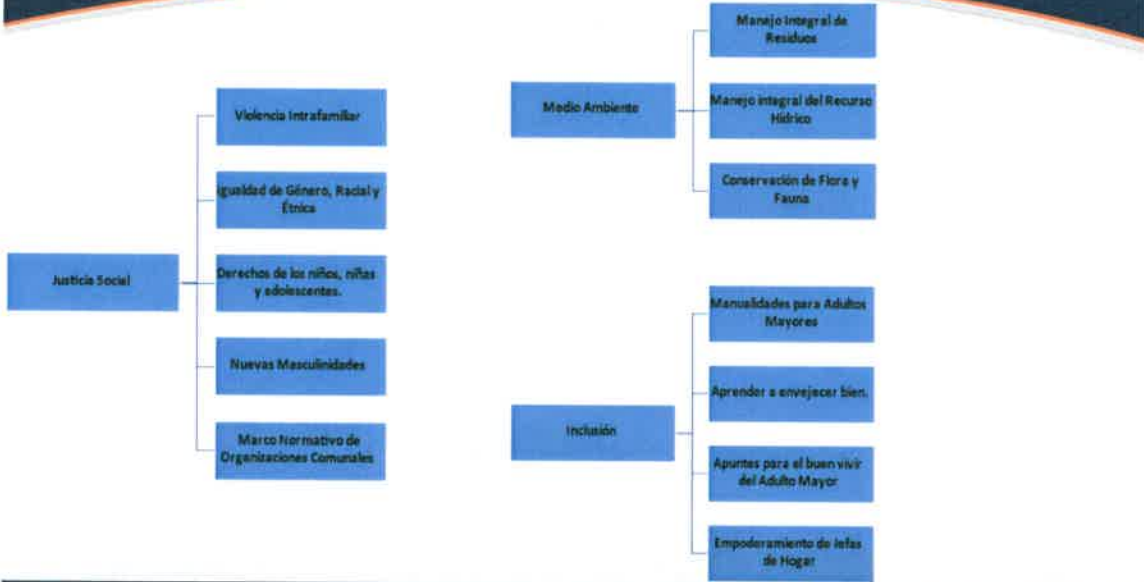 Justicia Social
Violencia Intrafamiliar
Igualdad de Género, Racial y
Étnica
Derechos de los niños, niñas
y adolescentes.
Nuevas Masculinidades
Marco Normativo de
Organizaciones Comunales
Medio Ambiente
Manejo Integral de
Residuos
Manejo integral del Recurso
Hídrico
Conservación de Flora y
Fauna
Inclusión
Manualidades para Adultos
Mayores
Aprender a envejecer bien.
Apuntes para el buen vivir
del Adulto Mayor
Empoderamiento de Jefas
de Hogar